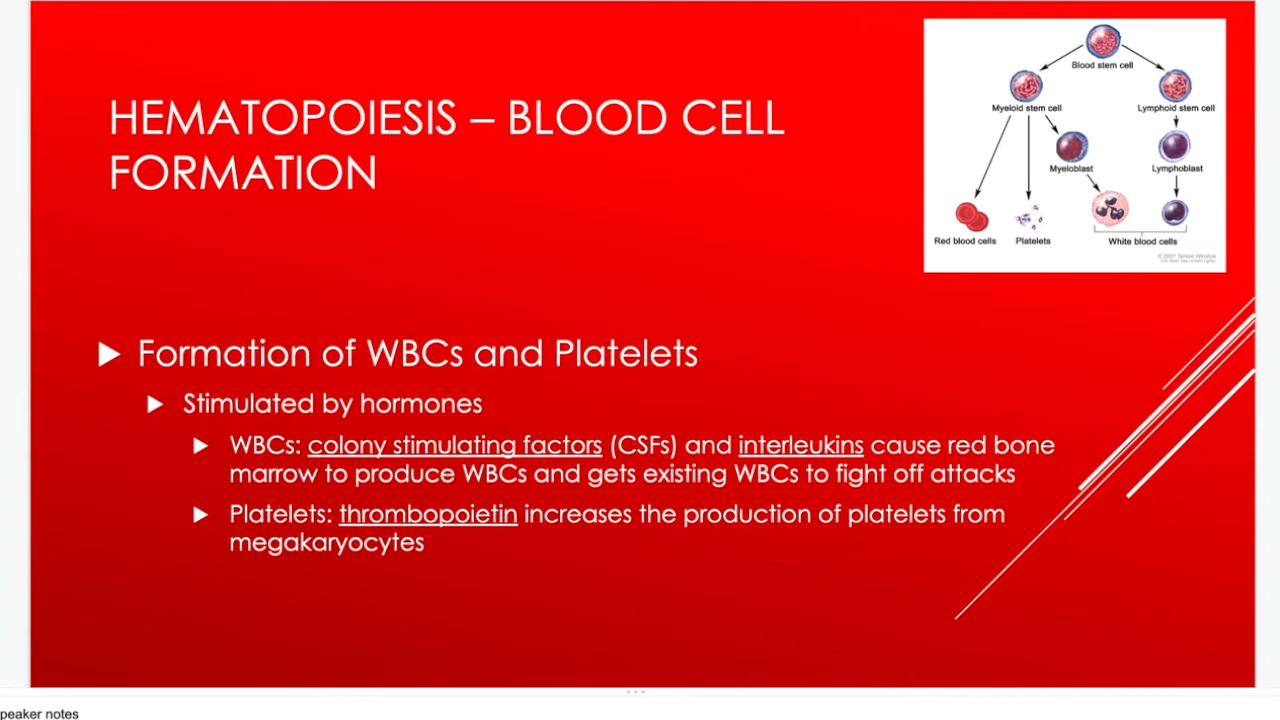 HEMATOPOIESIS – BLOOD CELL
FORMATION
Blood stem cell
Myeloid stem cell
Lymphoid stem cell
Myeloblast
Lymphoblast
Red blood cells
Platelets
White blood cells
Formation of WBCs and Platelets
Stimulated by hormones
WBCs: colony stimulating factors (CSFs) and interleukins cause red bone
marrow to produce WBCs and gets existing WBCs to fight off attacks
Platelets: thrombopoietin increases the production of platelets from
megakaryocytes
peaker notes